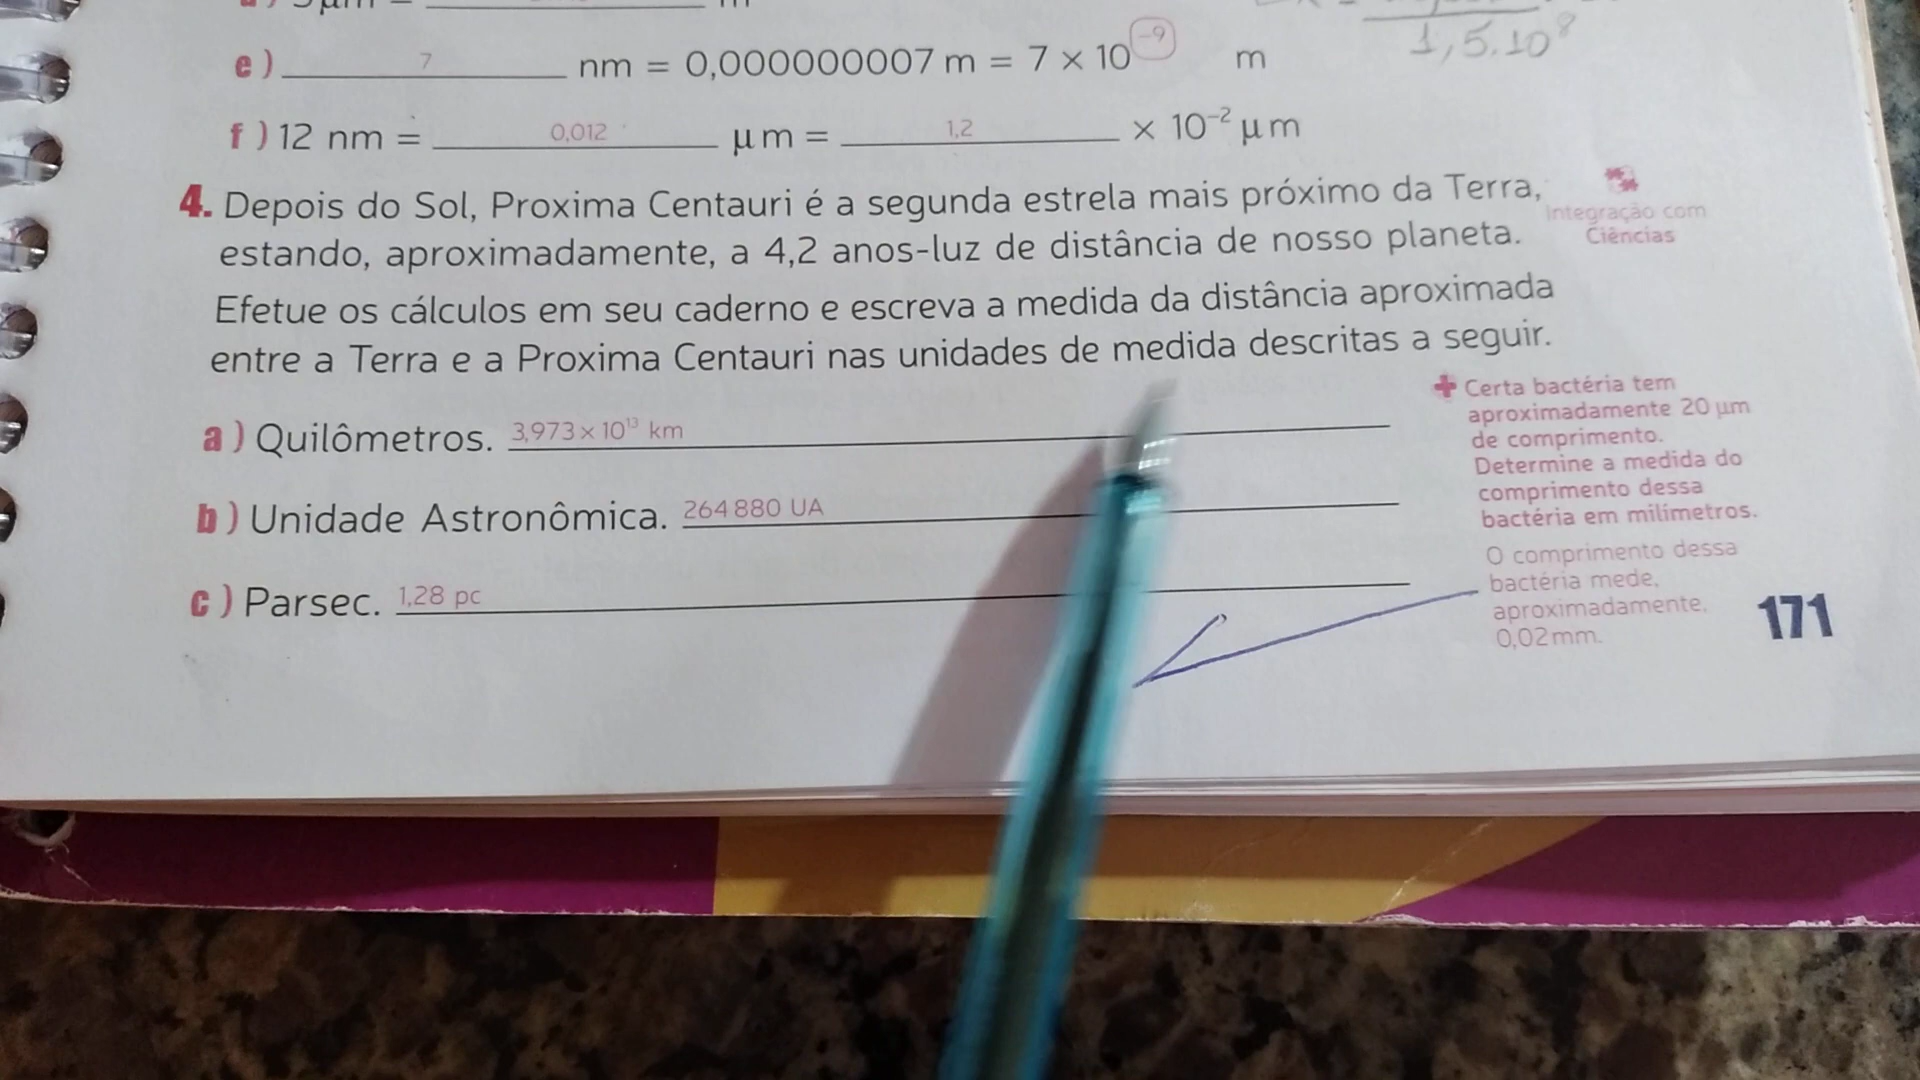 m
e ) 7 nm = 0,000000007 m = 7 × 10⁻⁹ m
1,5.10⁸
f ) 12 nm = 0,012 μm = 1,2 × 10⁻² μm
4. Depois do Sol, Proxima Centauri é a segunda estrela mais próximo da Terra,
estando, aproximadamente, a 4,2 anos-luz de distância de nosso planeta.
Integração com
Ciências
Efetue os cálculos em seu caderno e escreva a medida da distância aproximada
entre a Terra e a Proxima Centauri nas unidades de medida descritas a seguir.
a ) Quilômetros. 3,973 × 10¹³ km
b ) Unidade Astronômica. 264 880 UA
c ) Parsec. 1,28 pc
+ Certa bactéria tem
aproximadamente 20 μm
de comprimento.
Determine a medida do
comprimento dessa
bactéria em milímetros.
O comprimento dessa
bactéria mede,
aproximadamente,
0,02 mm.
171